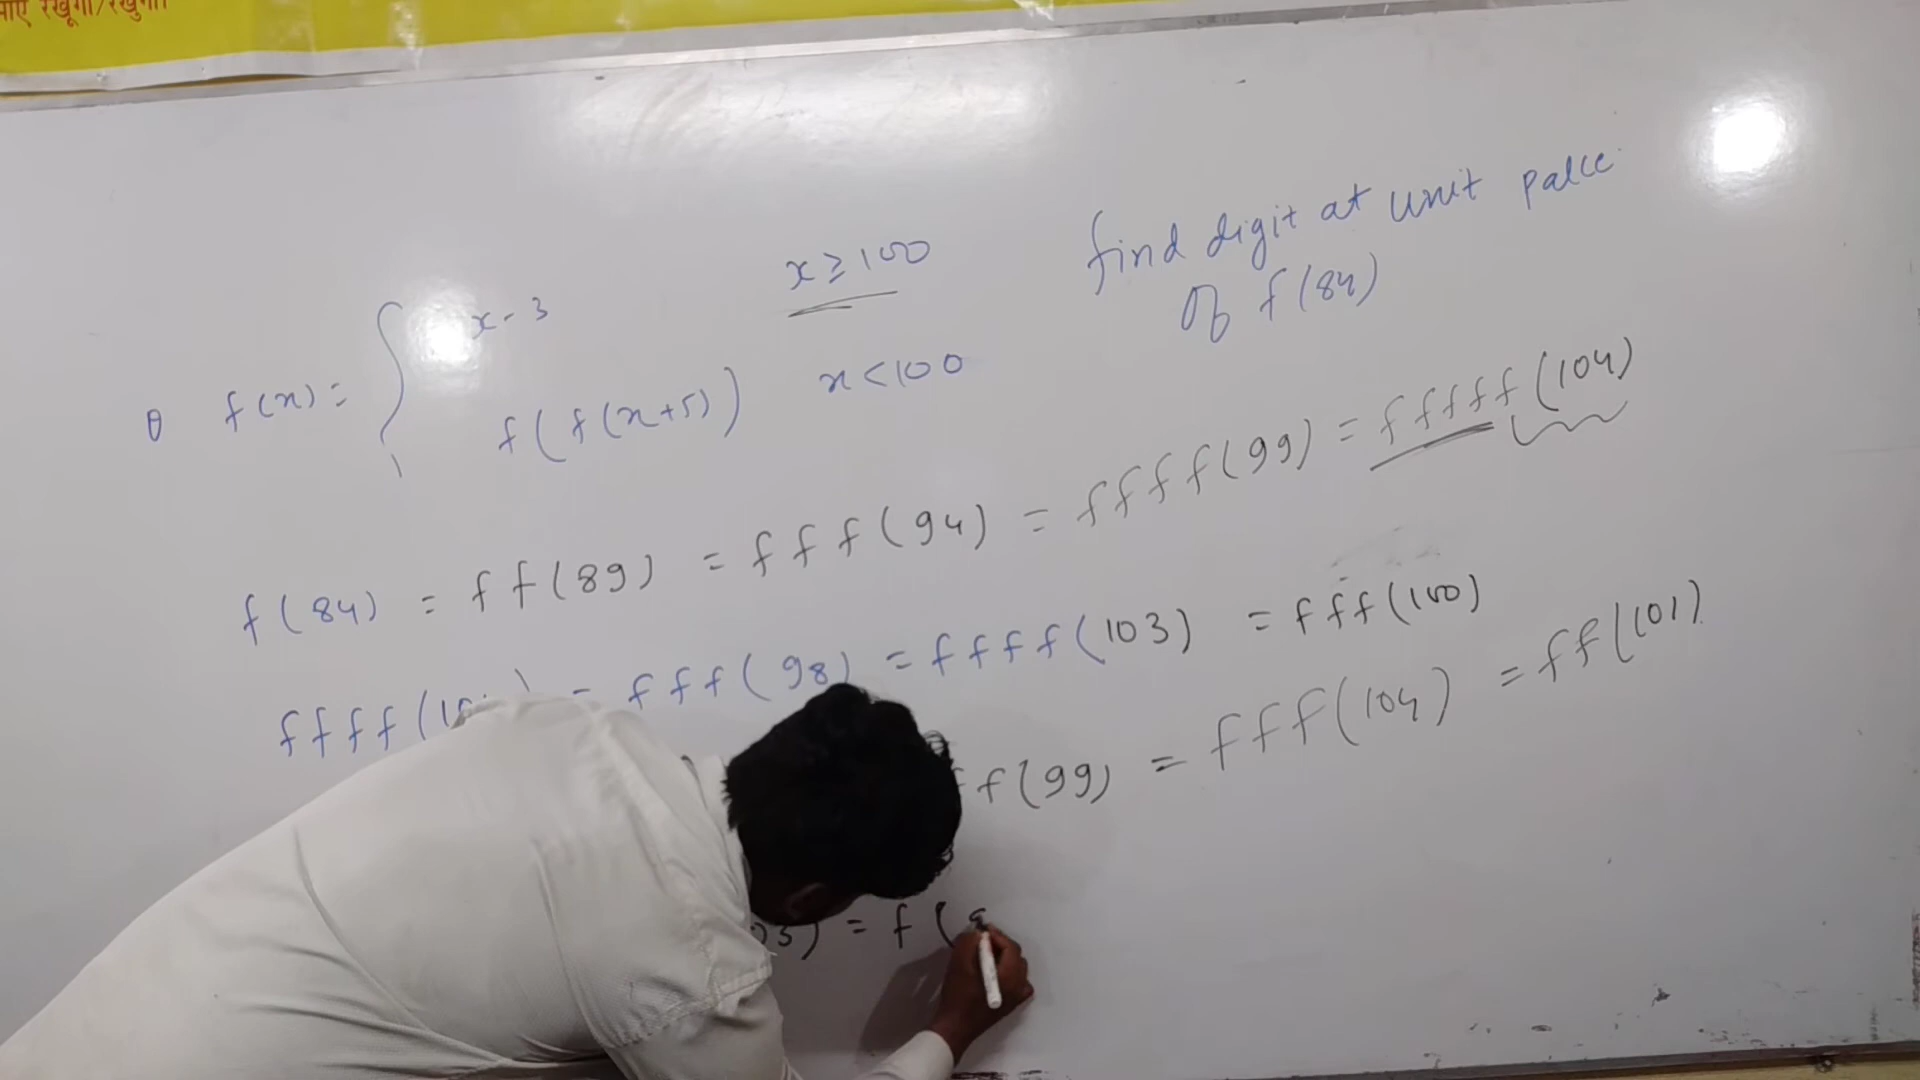 रखूंगा/रखुंगी।
θ f(x) = { x-3 x ≥ 100
f(f(x+5)) x < 100
find digit at unit palce
of f(84)
f(84) = ff(89) = fff(94) = ffff(99) = fffff(104)
ffff(10 ) = fff(98) = ffff(103) = fff(100)
f(99) = fff(104) = ff(101)
03) = f(